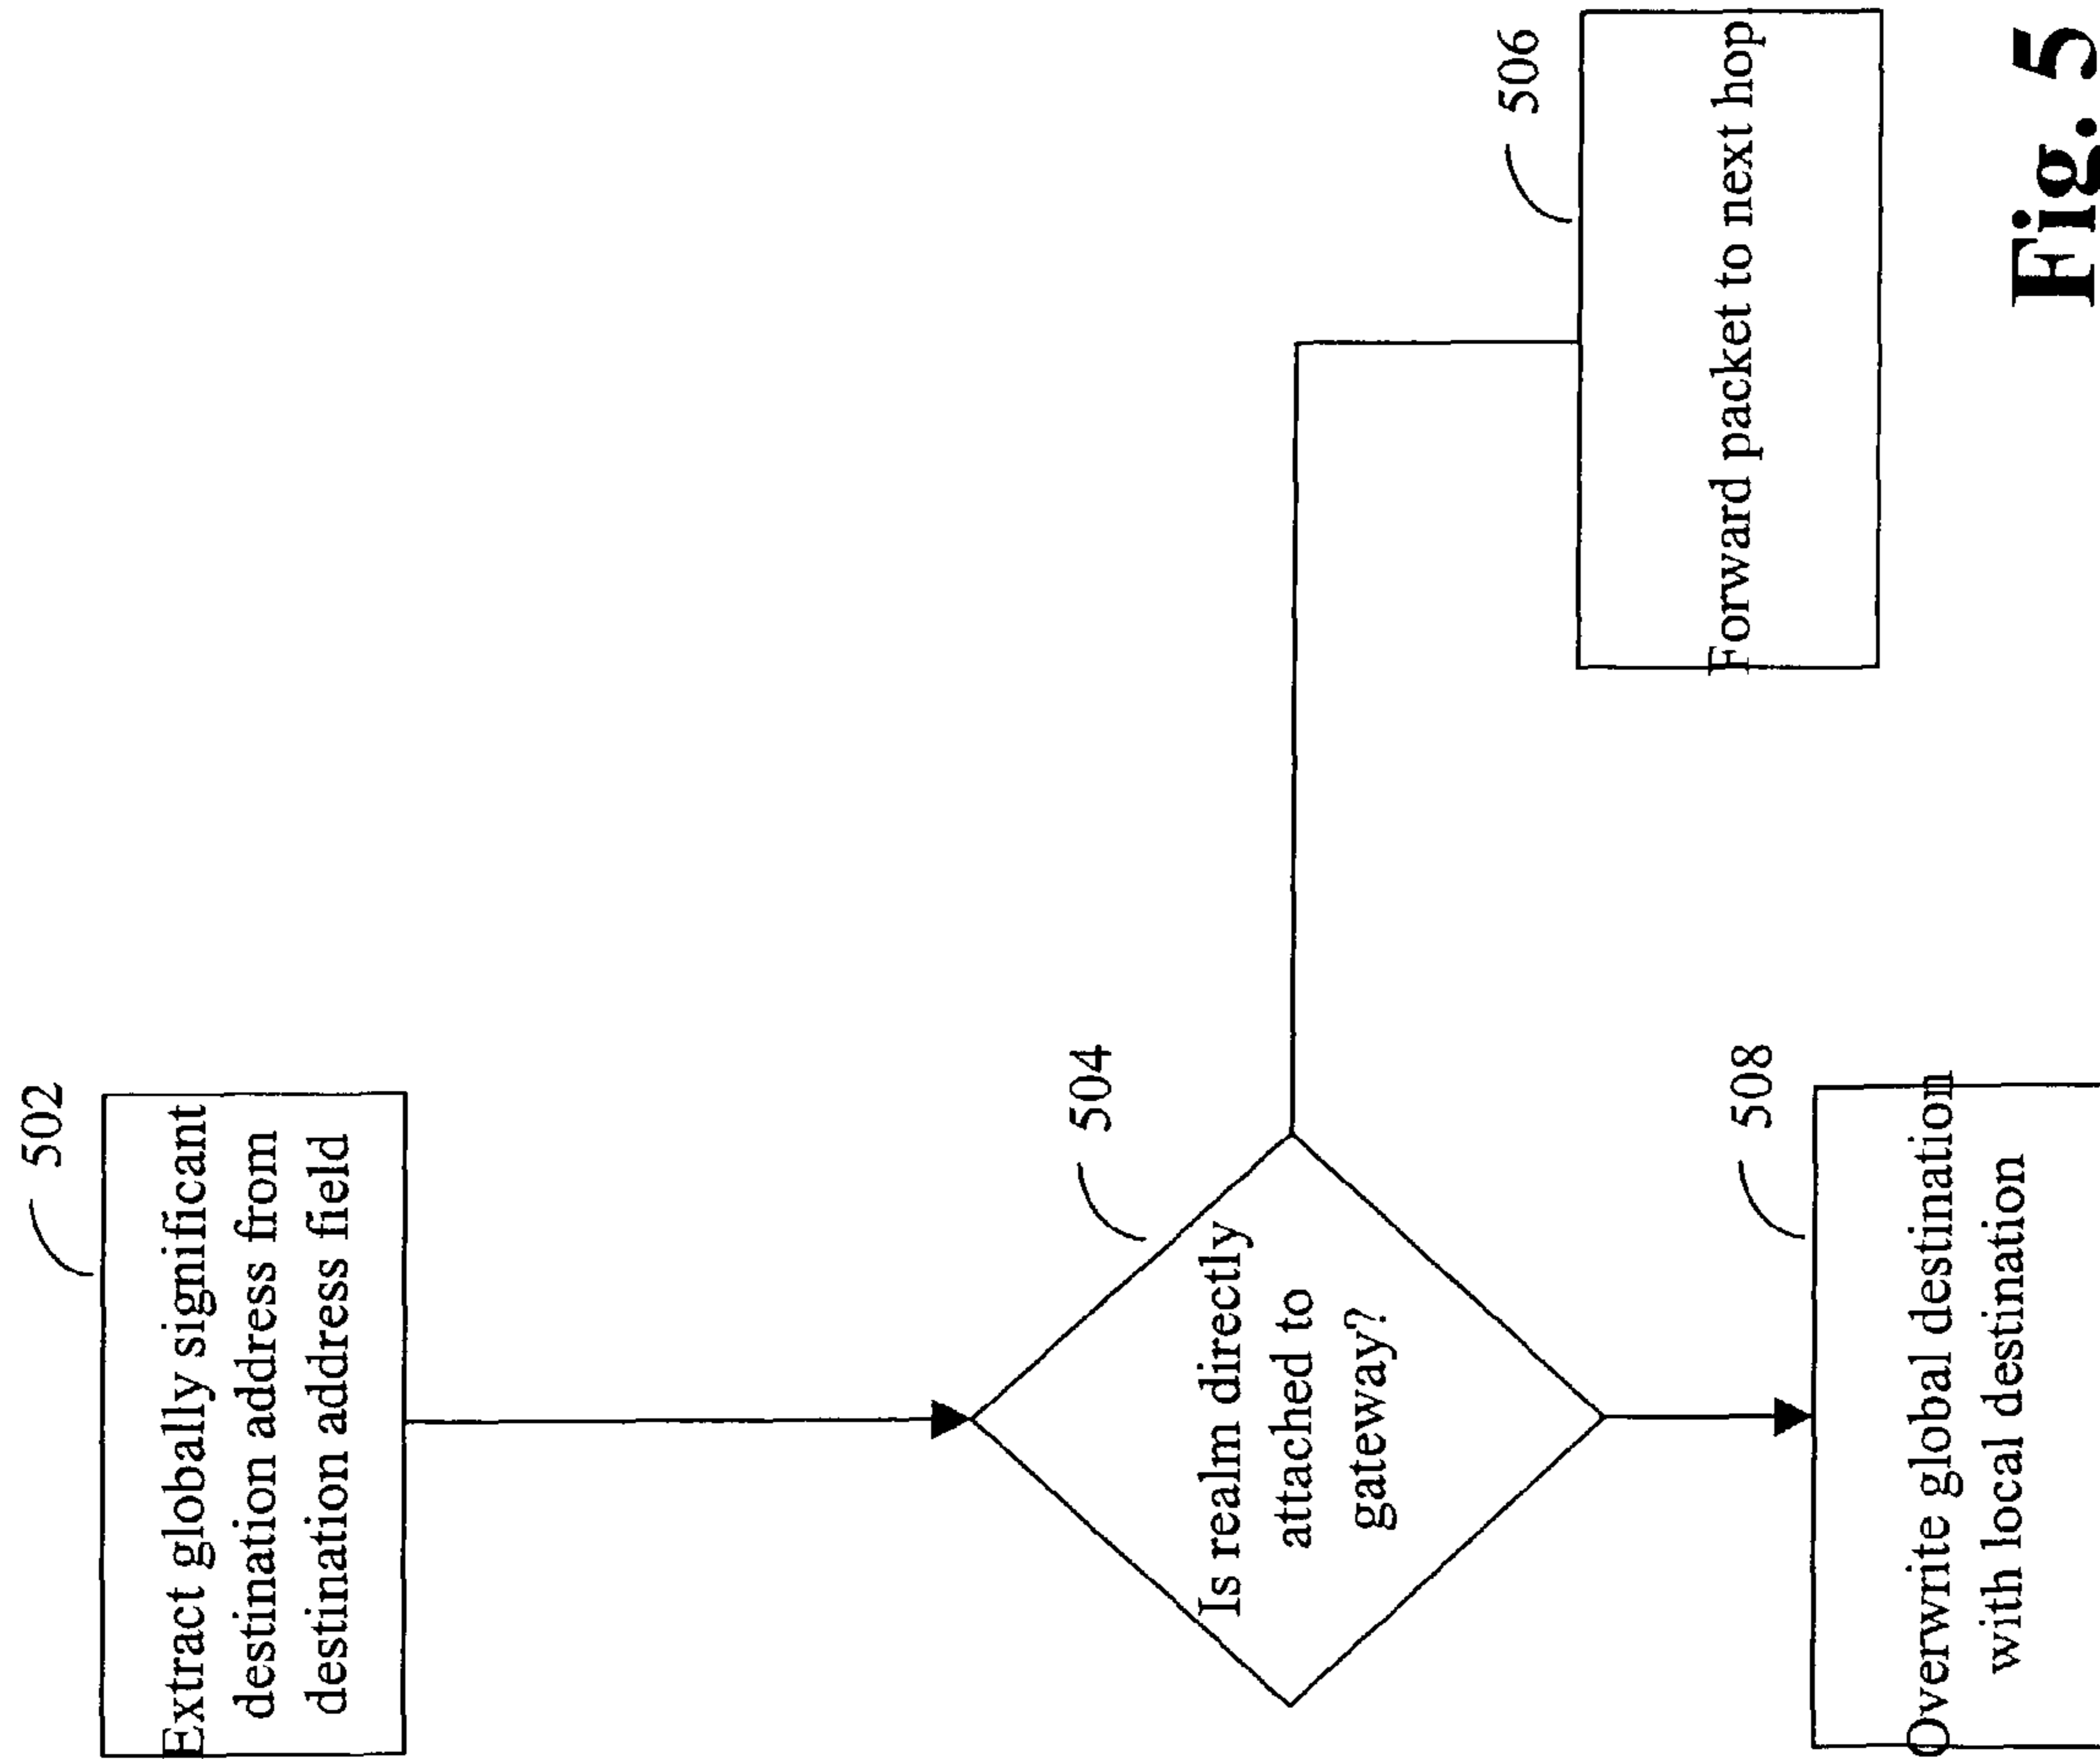 502
Extract globally significant
destination address from
destination address field
504
Is realm directly
attached to
gateway?
506
Forward packet to next hop
508
Overwrite global destination
with local destination
Fig. 5